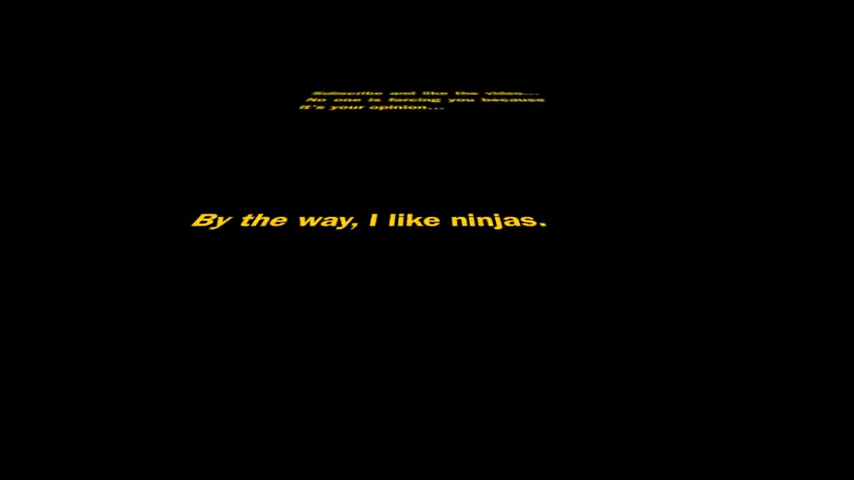 Subscribe and like the video...
No one is forcing you because
it's your opinion...
By the way, I like ninjas.